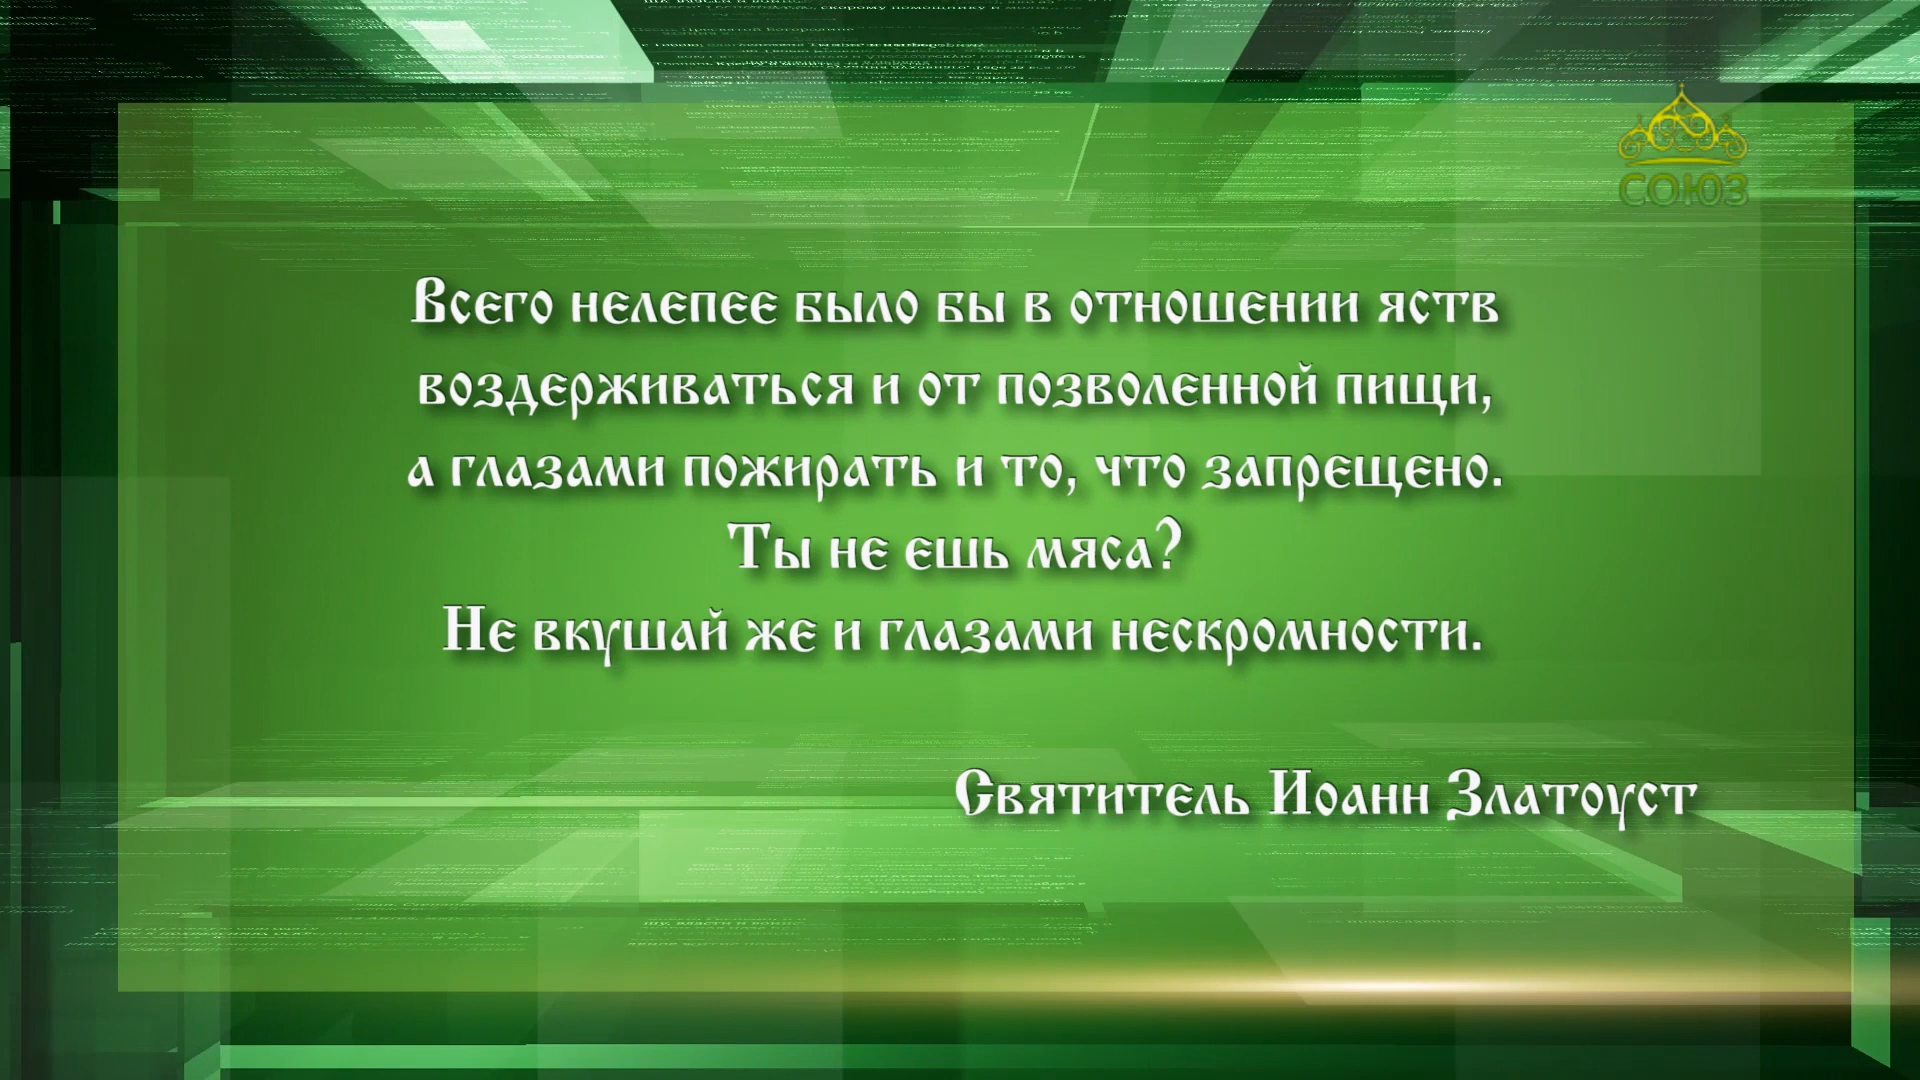 СОЮЗ
Всего нелепее было бы в отношении яств
воздерживаться и от позволенной пищи,
а глазами пожирать и то, что запрещено.
Ты не ешь мяса?
Не вкушай же и глазами нескромности.
Святитель Иоанн Златоуст